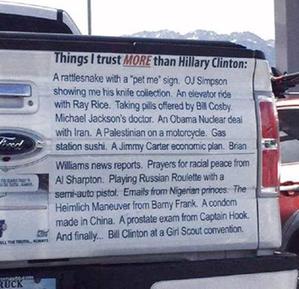 Things I trust MORE than Hillary Clinton:
A rattlesnake with a "pet me" sign. OJ Simpson
showing me his knife collection. An elevator ride
with Ray Rice. Taking pills offered by Bill Cosby.
Michael Jackson's doctor. An Obama Nuclear deal
with Iran. A Palestinian on a motorcycle. Gas
station sushi. A Jimmy Carter economic plan. Brian
Williams news reports. Prayers for racial peace from
Al Sharpton. Playing Russian Roulette with a
semi-auto pistol. Emails from Nigerian princes. The
Heimlich Maneuver from Barny Frank. A condom
made in China. A prostate exam from Captain Hook.
And finally... Bill Clinton at a Girl Scout convention.
Ford
RUCK